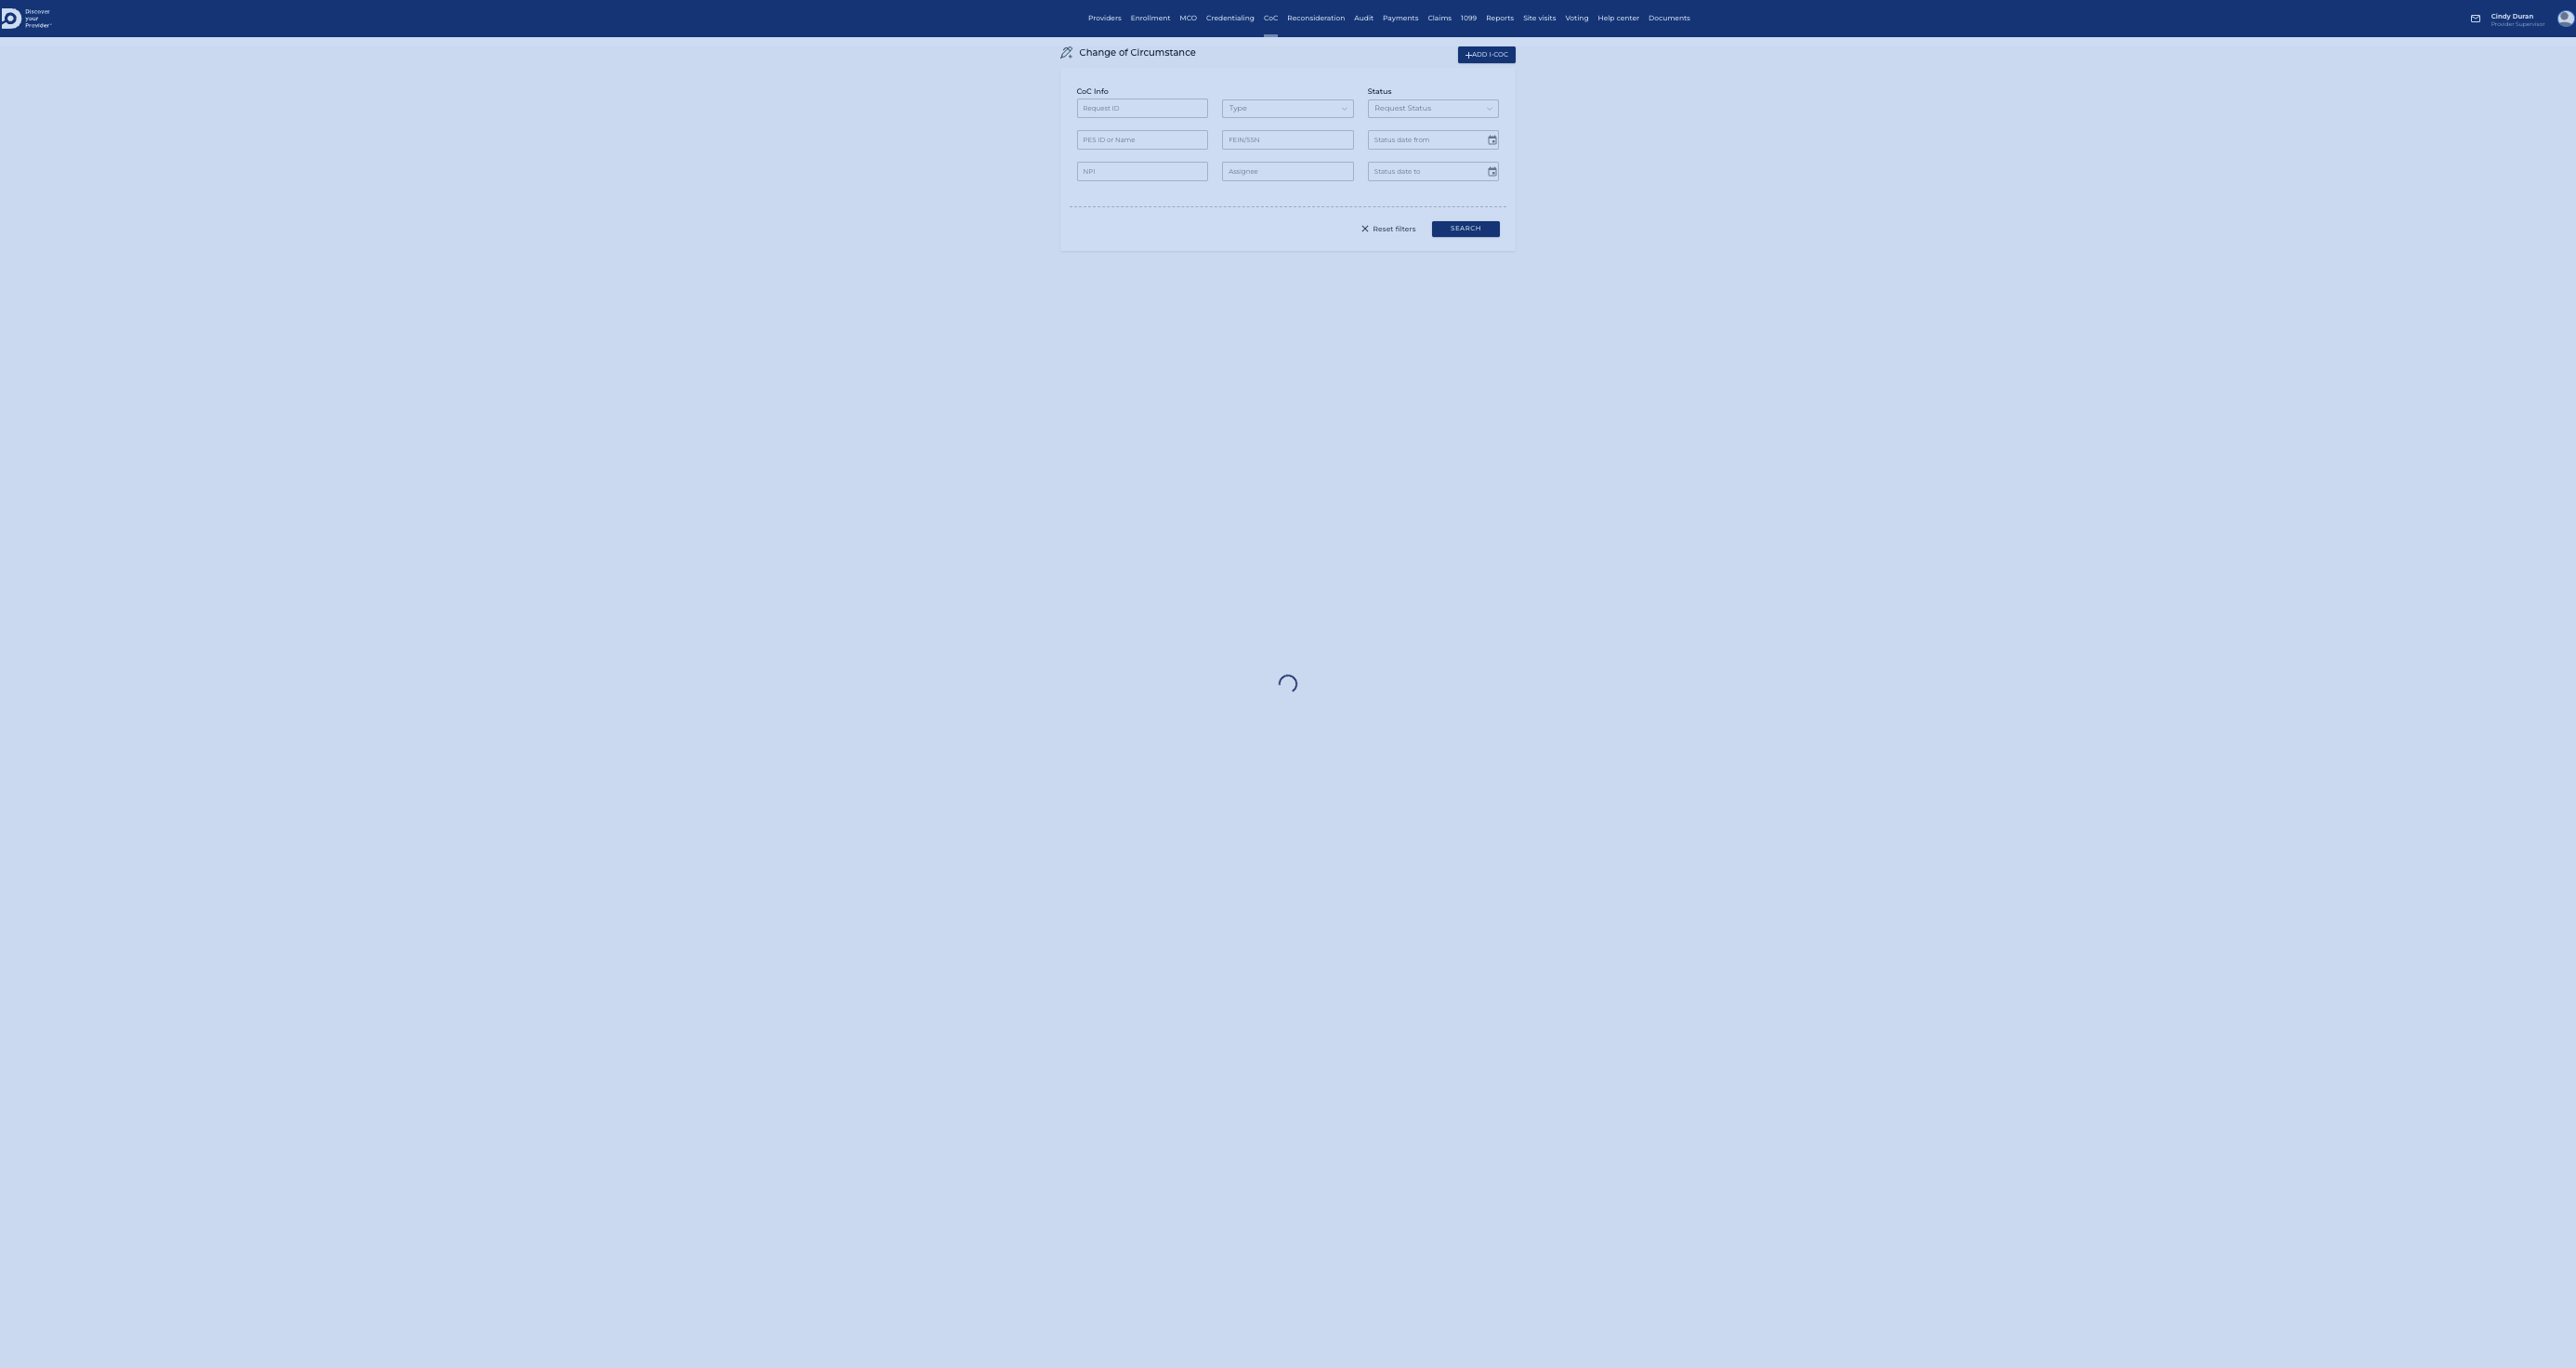 Discover
your
Provider
Providers Enrollment MCO Credentialing CoC Reconsideration Audit Payments Claims 1099 Reports Site visits Voting Help center Documents
Cindy Duran
Provider Supervisor
Change of Circumstance
ADD I-COC
CoC Info
Status
Request ID
Type
Request Status
PES ID or Name
FEIN/SSN
Status date from
NPI
Assignee
Status date to
Reset filters
SEARCH